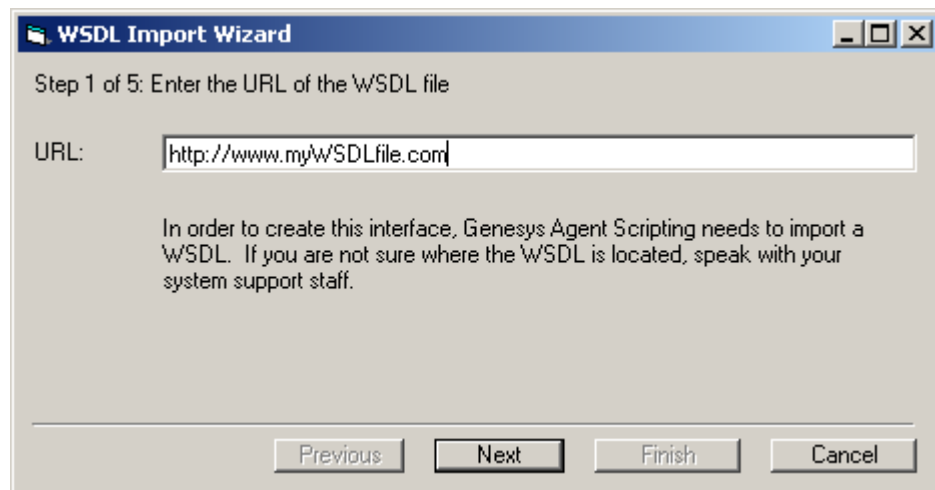 WSDL Import Wizard
Step 1 of 5: Enter the URL of the WSDL file
URL: http://www.myWSDLfile.com
In order to create this interface, Genesys Agent Scripting needs to import a
WSDL. If you are not sure where the WSDL is located, speak with your
system support staff.
Previous Next Finish Cancel